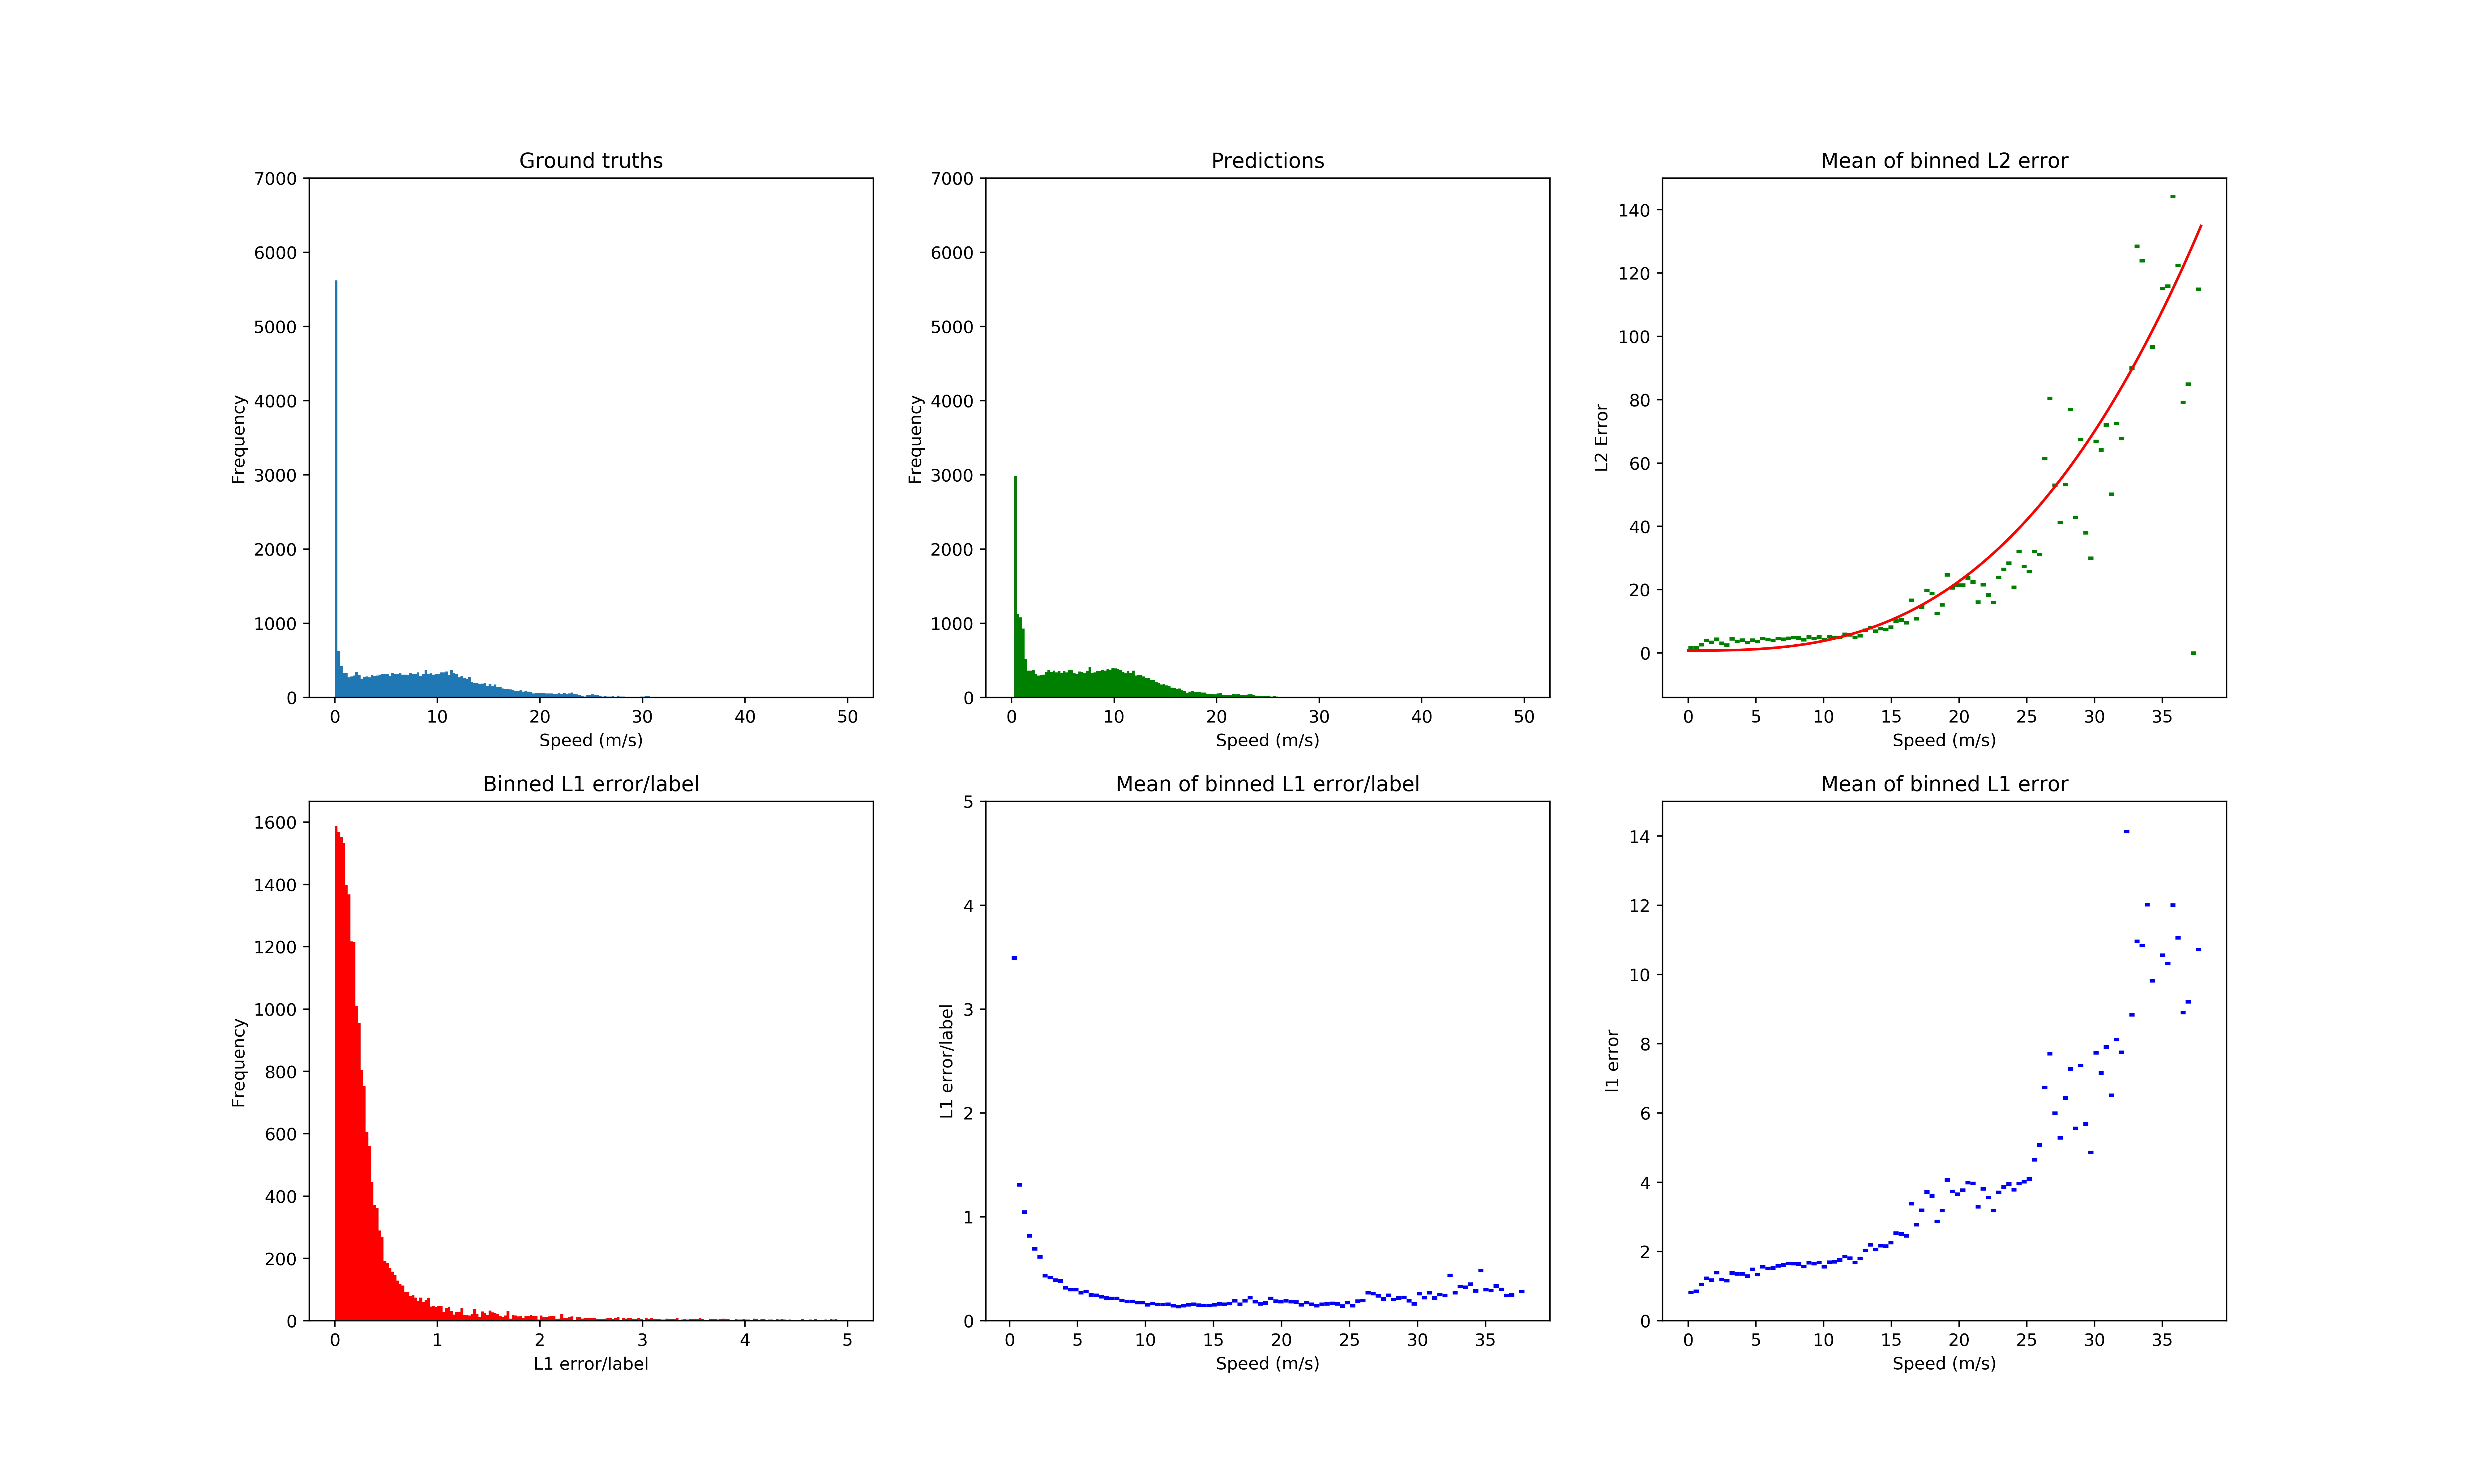 Ground truths
7000
6000
5000
4000
3000
2000
1000
0
Frequency
0 10 20 30 40 50
Speed (m/s)
Predictions
7000
6000
5000
4000
3000
2000
1000
0
Frequency
0 10 20 30 40 50
Speed (m/s)
Mean of binned L2 error
140
120
100
80
60
40
20
0
L2 Error
0 5 10 15 20 25 30 35
Speed (m/s)
Binned L1 error/label
1600
1400
1200
1000
800
600
400
200
0
Frequency
0 1 2 3 4 5
L1 error/label
Mean of binned L1 error/label
5
4
3
2
1
0
L1 error/label
0 5 10 15 20 25 30 35
Speed (m/s)
Mean of binned L1 error
14
12
10
8
6
4
2
0
l1 error
0 5 10 15 20 25 30 35
Speed (m/s)